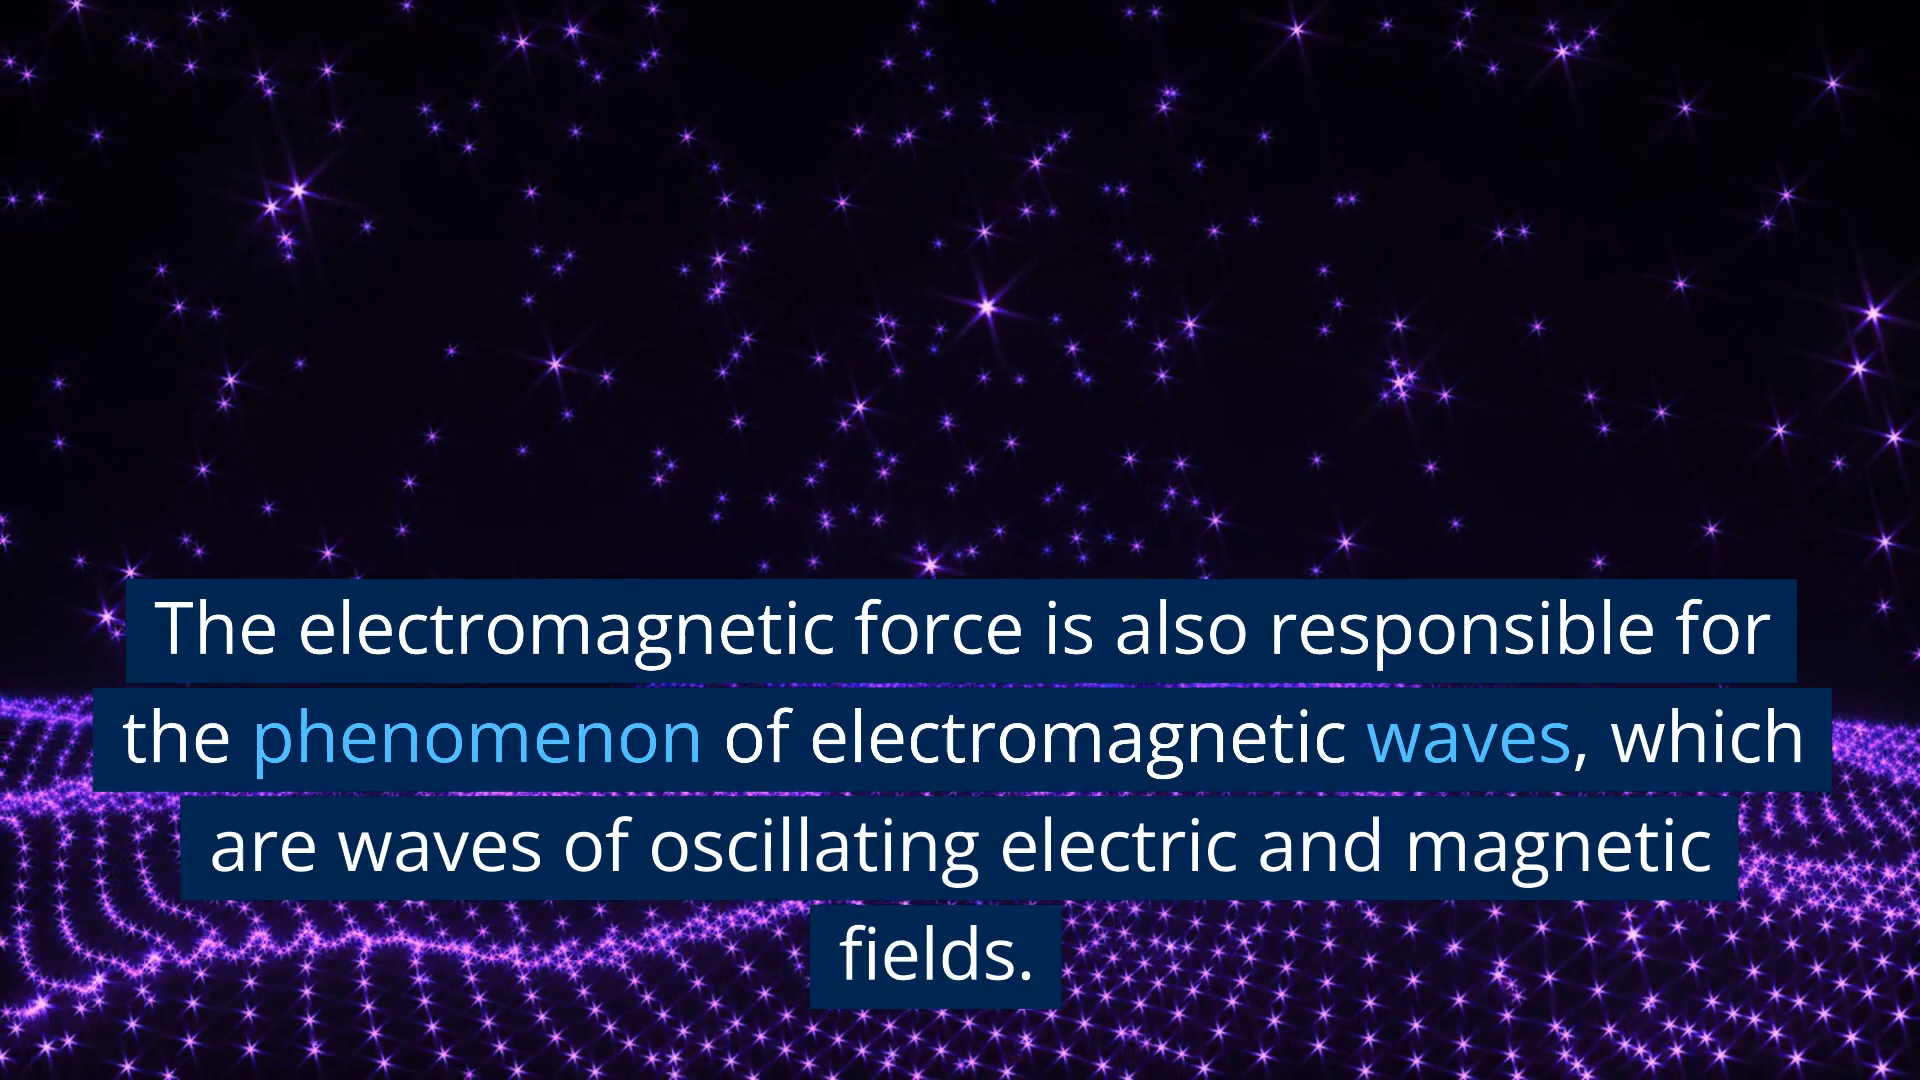 The electromagnetic force is also responsible for
the phenomenon of electromagnetic waves, which
are waves of oscillating electric and magnetic
fields.